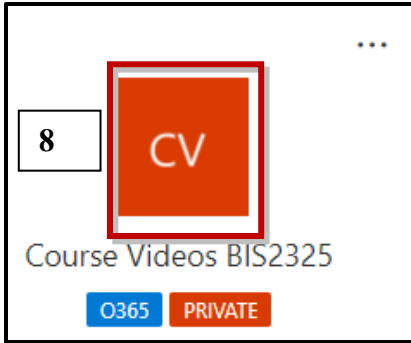 ...
8
CV
Course Videos BIS2325
O365 PRIVATE